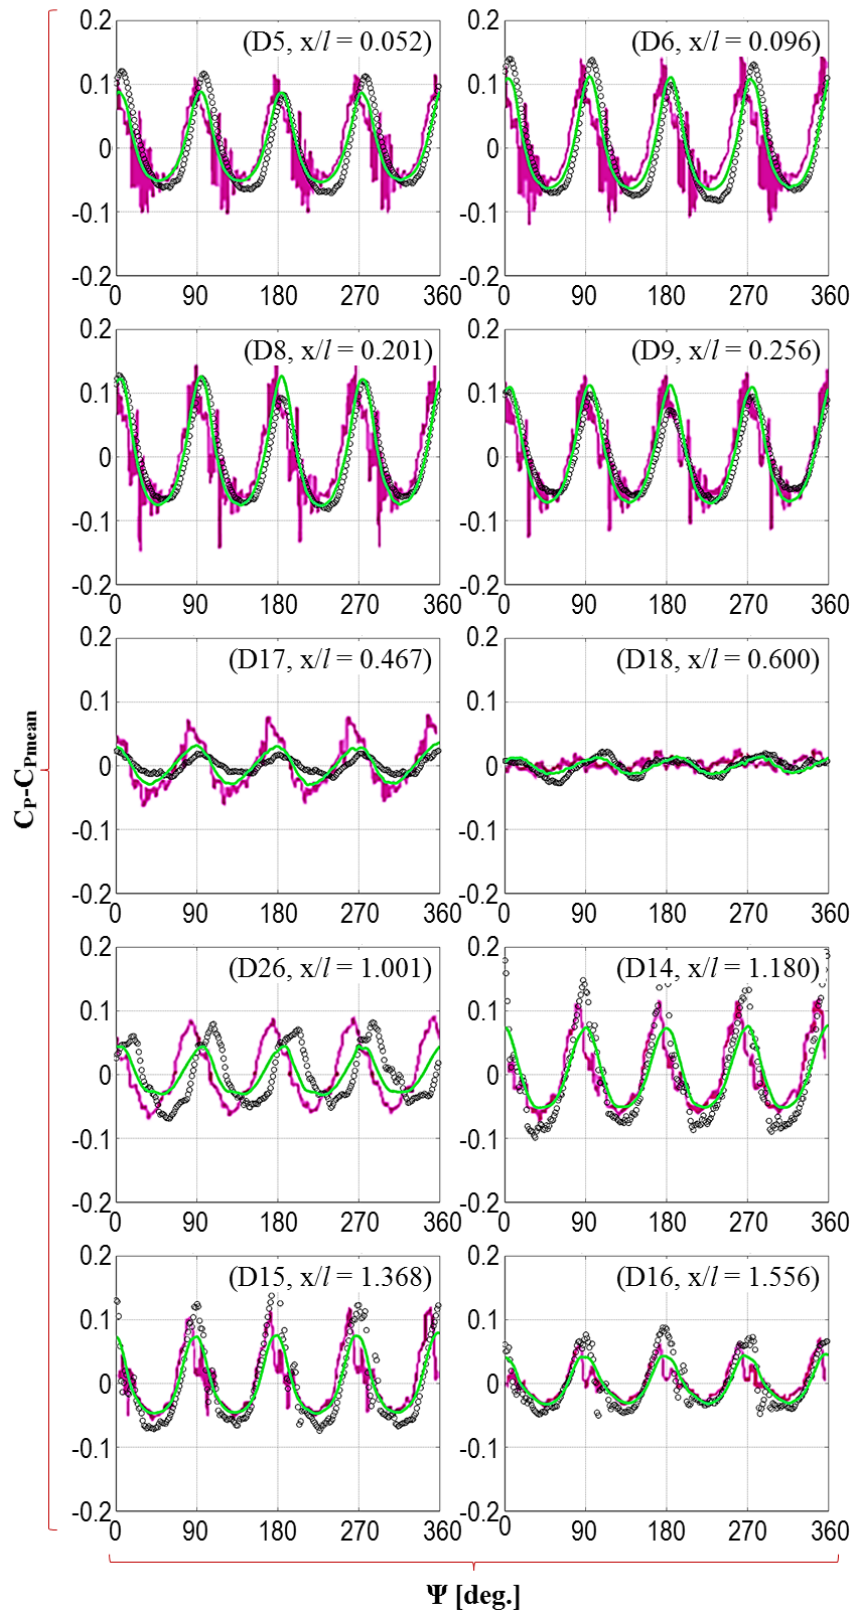 0.2 0.2
(D5, x/l = 0.052) (D6, x/l = 0.096)
0.1 0.1
0 0
-0.1 -0.1
-0.2 -0.2
0 90 180 270 360 0 90 180 270 360
0.2 0.2
(D8, x/l = 0.201) (D9, x/l = 0.256)
0.1 0.1
0 0
-0.1 -0.1
-0.2 -0.2
0 90 180 270 360 0 90 180 270 360
0.2 0.2
(D17, x/l = 0.467) (D18, x/l = 0.600)
0.1 0.1
0 0
-0.1 -0.1
-0.2 -0.2
0 90 180 270 360 0 90 180 270 360
0.2 0.2
(D26, x/l = 1.001) (D14, x/l = 1.180)
0.1 0.1
0 0
-0.1 -0.1
-0.2 -0.2
0 90 180 270 360 0 90 180 270 360
0.2 0.2
(D15, x/l = 1.368) (D16, x/l = 1.556)
0.1 0.1
0 0
-0.1 -0.1
-0.2 -0.2
0 90 180 270 360 0 90 180 270 360
CP-CPmean
Ψ [deg.]